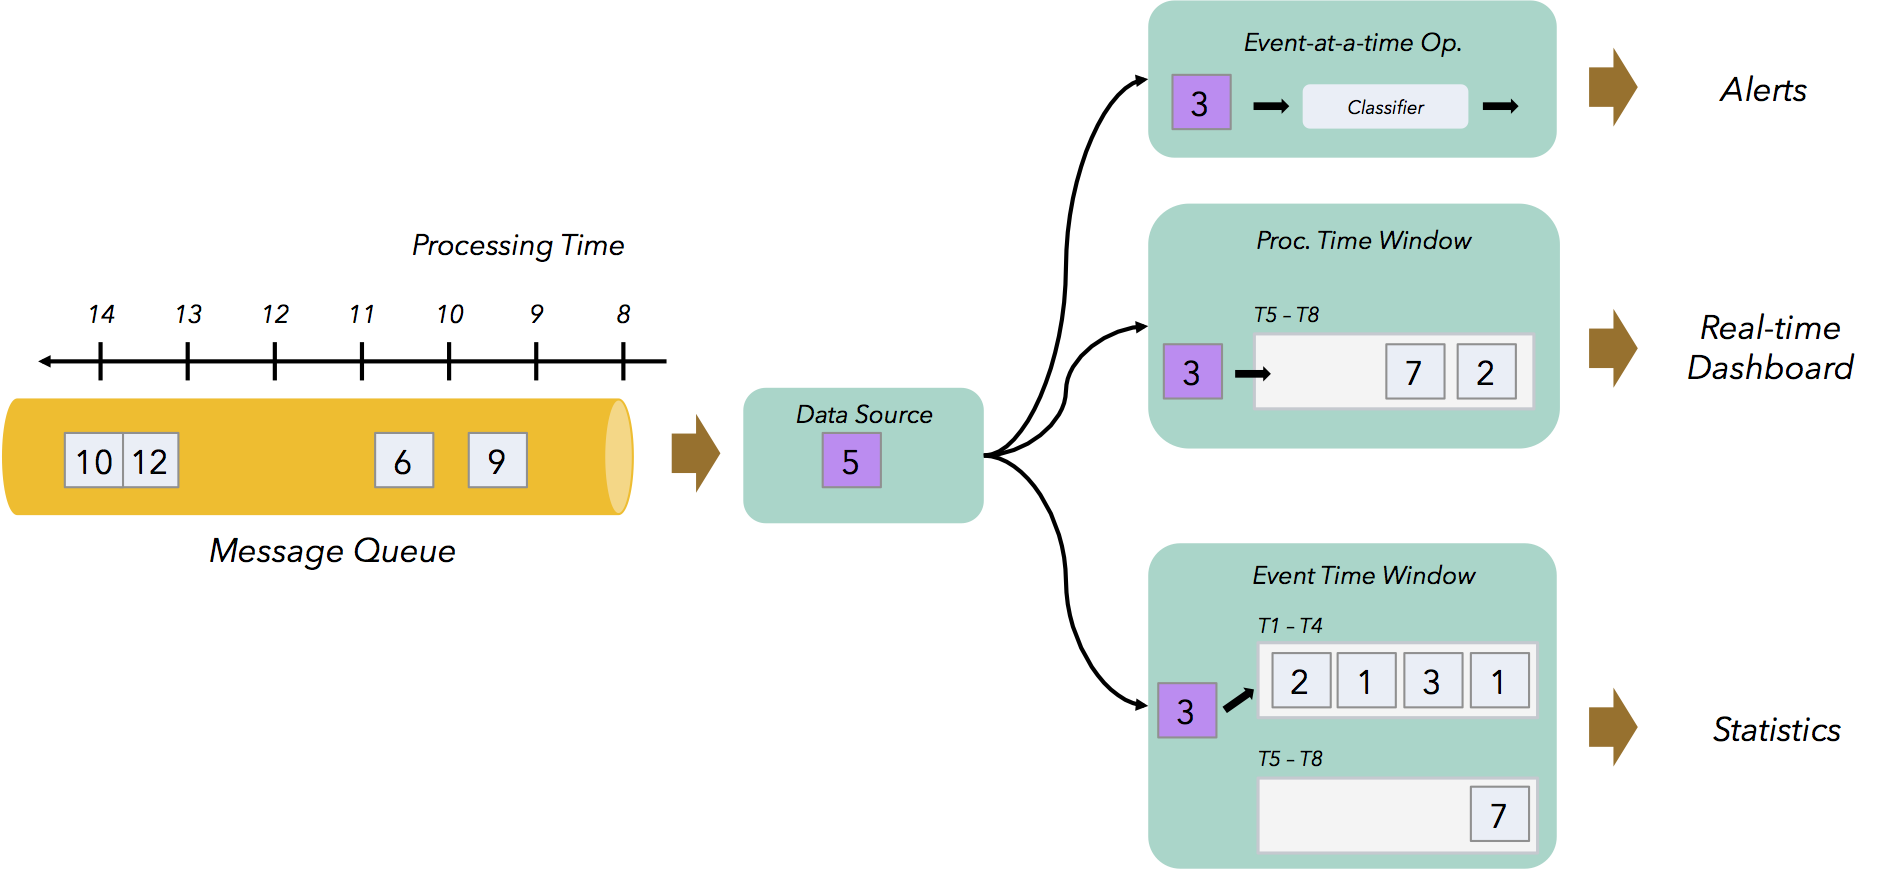 Processing Time
14 13 12 11 10 9 8
10 12 6 9
Message Queue
Data Source
5
Event-at-a-time Op.
3 Classifier
Alerts
Proc. Time Window
T5 – T8
3 7 2
Real-time
Dashboard
Event Time Window
T1 – T4
2 1 3 1
3
T5 – T8
7
Statistics